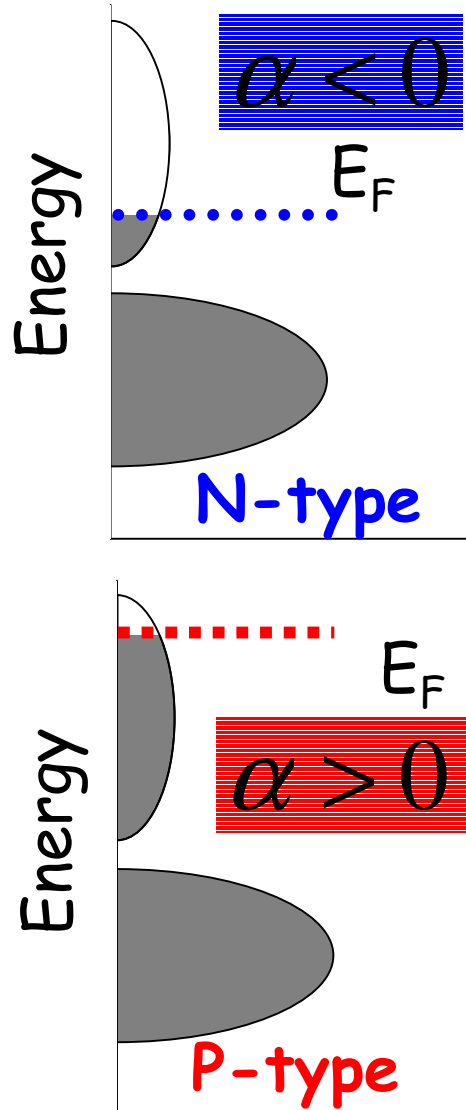 α < 0
E_F
Energy
N-type
E_F
α > 0
Energy
P-type